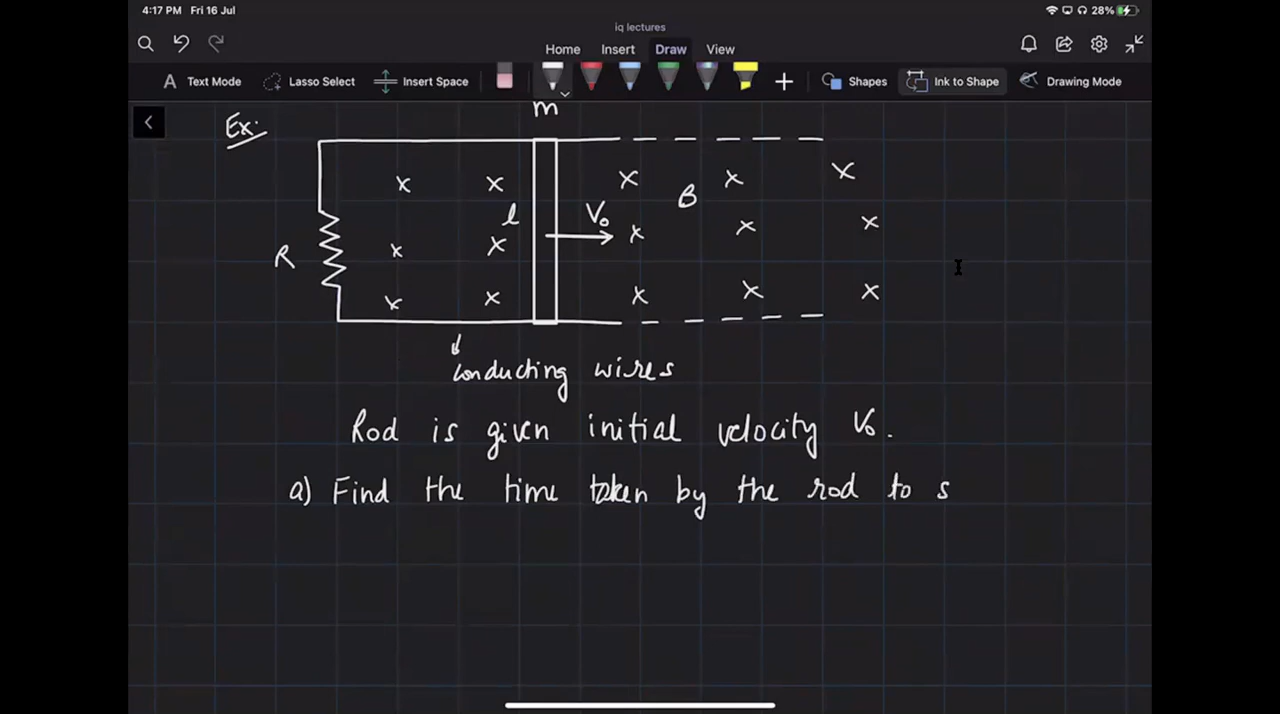 4:17 PM Fri 16 Jul
28%
iq lectures
Home Insert Draw View
Text Mode Lasso Select Insert Space Shapes Ink to Shape Drawing Mode
m
Ex:
x x x x x
B
l V₀
x x x x x
R
x x x x x
conducting wires
Rod is given initial velocity V₀.
a) Find the time taken by the rod to s